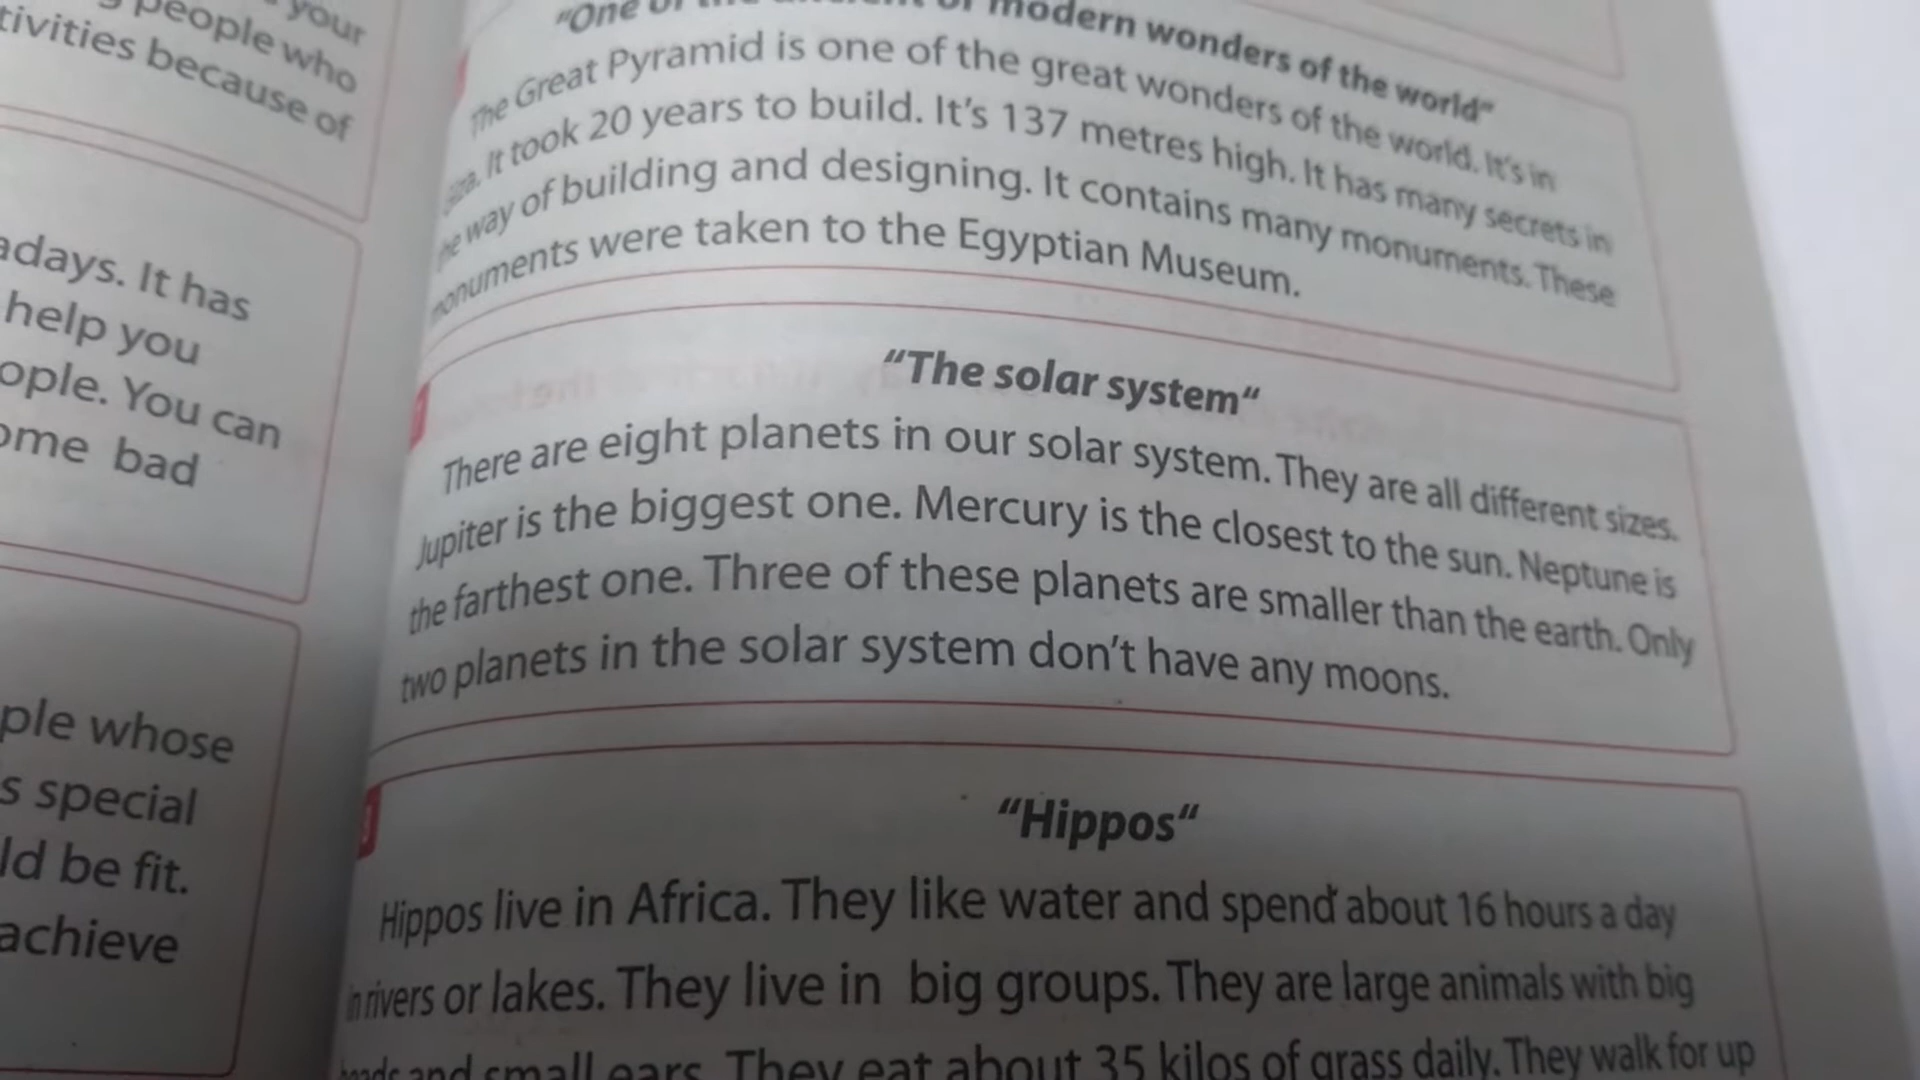 your
people who
tivities because of
adays. It has
help you
ople. You can
ome bad
ple whose
s special
ld be fit.
achieve
"One of the ancient or modern wonders of the world"
The Great Pyramid is one of the great wonders of the world. It's in
Giza. It took 20 years to build. It's 137 metres high. It has many secrets in
he way of building and designing. It contains many monuments. These
monuments were taken to the Egyptian Museum.
"The solar system"
There are eight planets in our solar system. They are all different sizes.
Jupiter is the biggest one. Mercury is the closest to the sun. Neptune is
the farthest one. Three of these planets are smaller than the earth. Only
two planets in the solar system don't have any moons.
"Hippos"
Hippos live in Africa. They like water and spend about 16 hours a day
in rivers or lakes. They live in big groups. They are large animals with big
heads and small ears. They eat about 35 kilos of grass daily. They walk for up